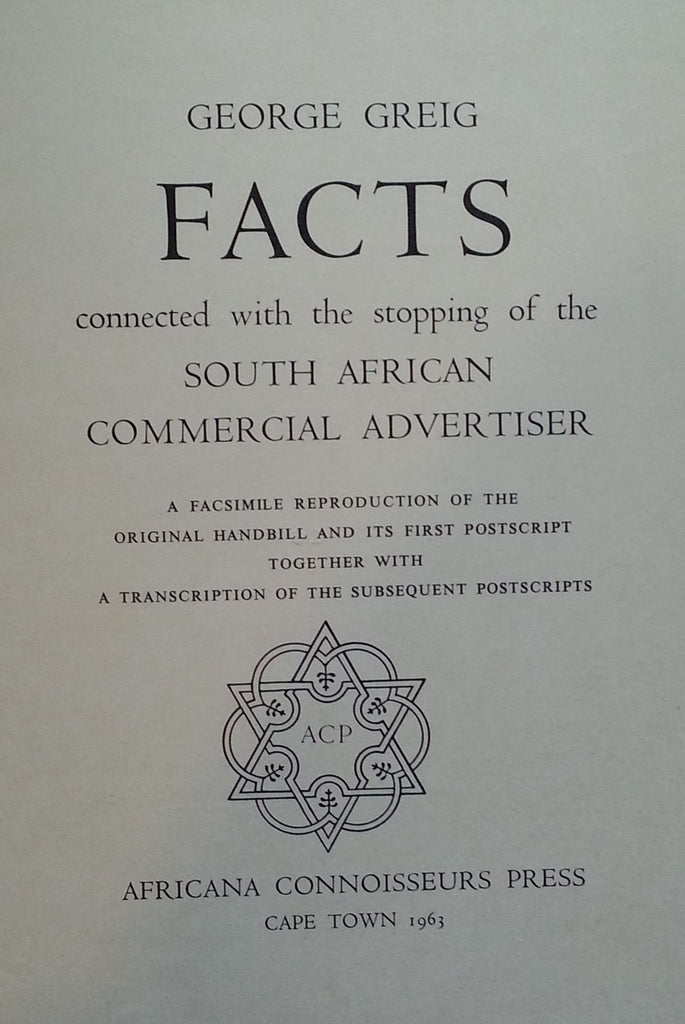 GEORGE GREIG
FACTS
connected with the stopping of the
SOUTH AFRICAN
COMMERCIAL ADVERTISER
A FACSIMILE REPRODUCTION OF THE
ORIGINAL HANDBILL AND ITS FIRST POSTSCRIPT
TOGETHER WITH
A TRANSCRIPTION OF THE SUBSEQUENT POSTSCRIPTS
ACP
AFRICANA CONNOISSEURS PRESS
CAPE TOWN 1963